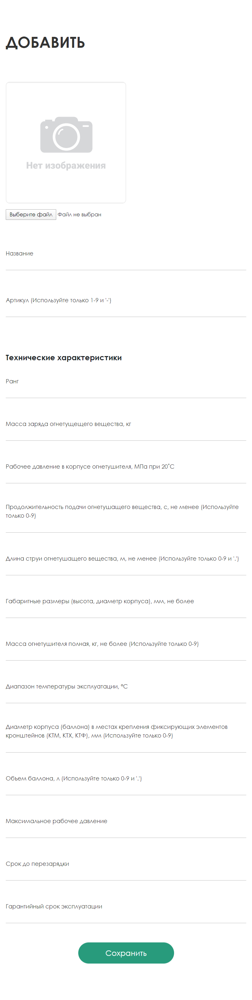 ДОБАВИТЬ
Нет изображения
Выберите файл Файл не выбран
Название
Артикул (Используйте только 1-9 и '-')
Технические характеристики
Ранг
Масса заряда огнетущещего вещества, кг
Рабочее давление в корпусе огнетушителя, МПа при 20˚С
Продолжительность подачи огнетушащего вещества, с, не менее (Используйте
только 0-9)
Длина струи огнетушащего вещества, м, не менее (Используйте только 0-9 и '.')
Габаритные размеры (высота, диаметр корпуса), мм, не более
Масса огнетушителя полная, кг, не более (Используйте только 0-9)
Диапазон температуры эксплуатации, °С
Диаметр корпуса (баллона) в местах крепления фиксирующих элементов
кронштейнов (КТМ, КТХ, КТФ), мм (Используйте только 0-9)
Объем баллона, л (Используйте только 0-9 и '.')
Максимальное рабочее давление
Срок до перезарядки
Гарантийный срок эксплуатации
Сохранить